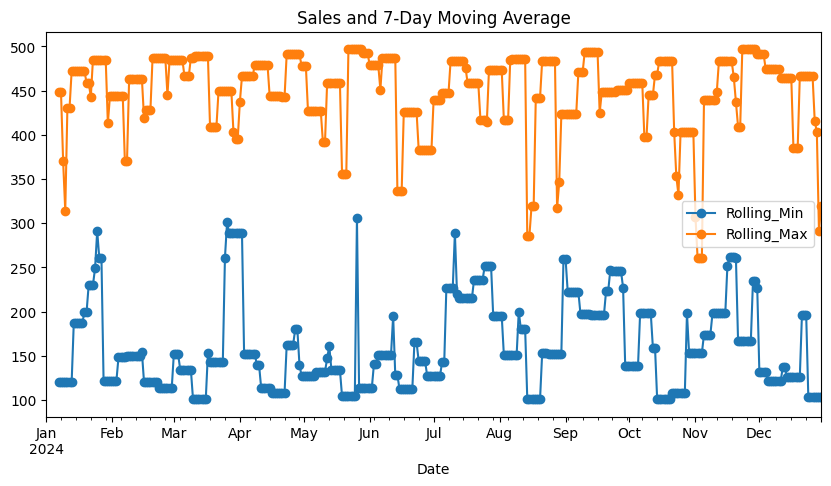 Sales and 7-Day Moving Average
500
450
400
350
300
250
200
150
100
Rolling_Min
Rolling_Max
Jan Feb Mar Apr May Jun Jul Aug Sep Oct Nov Dec
2024
Date